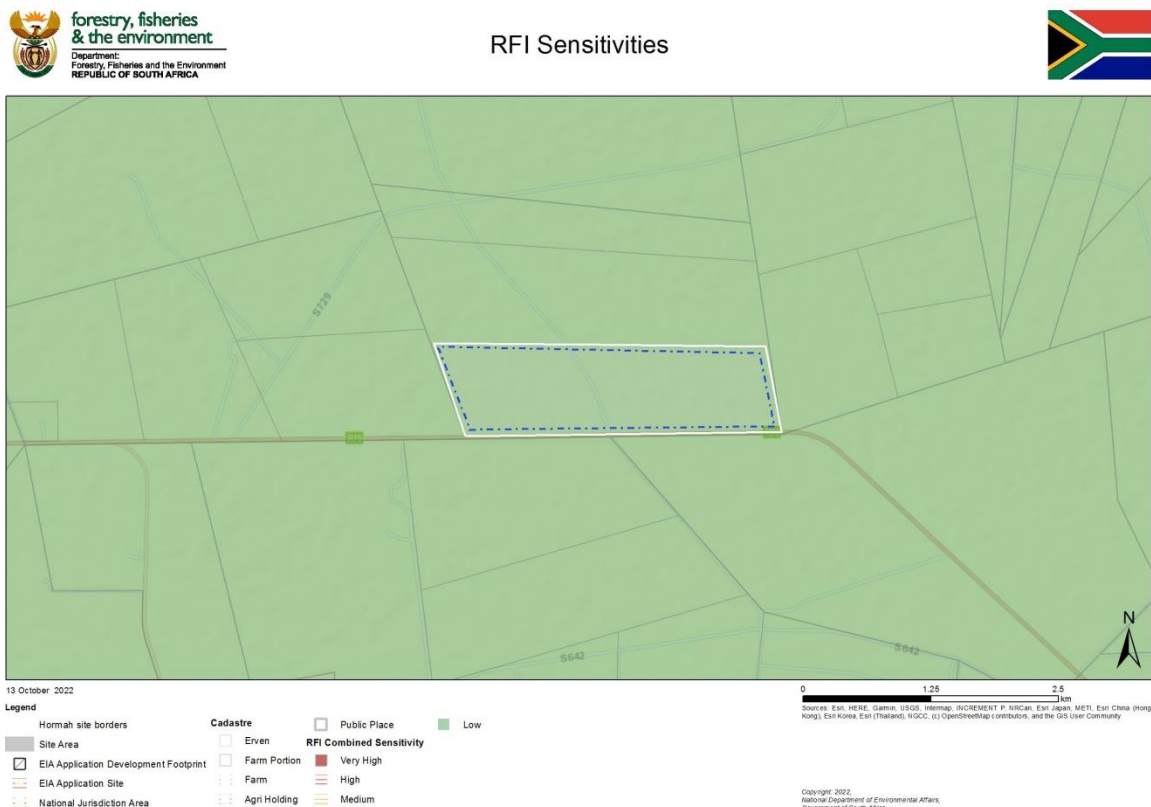 forestry, fisheries
& the environment
Department:
Forestry, Fisheries and the Environment
REPUBLIC OF SOUTH AFRICA
RFI Sensitivities
S729
S642
S642
N
13 October 2022
Legend
Hormah site borders
Site Area
EIA Application Development Footprint
EIA Application Site
National Jurisdiction Area
Cadastre
Erven
Farm Portion
Farm
Agri Holding
Public Place
RFI Combined Sensitivity
Very High
High
Medium
Low
0 1.25 2.5
km
Sources: Esri, HERE, Garmin, USGS, Intermap, INCREMENT P, NRCan, Esri Japan, METI, Esri China (Hong
Kong), Esri Korea, Esri (Thailand), NGCC, (c) OpenStreetMap contributors, and the GIS User Community
Copyright: 2022,
National Department of Environmental Affairs,
Government of South Africa